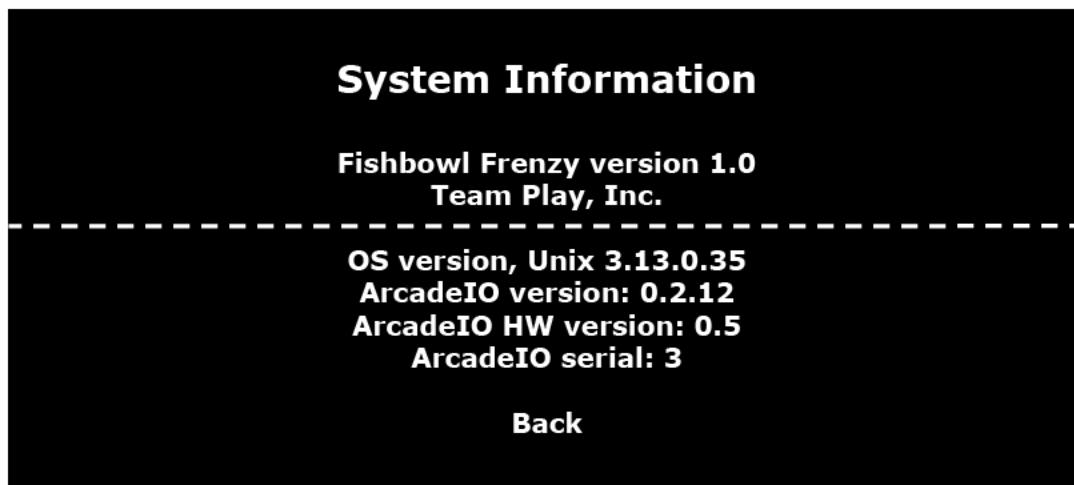 System Information
Fishbowl Frenzy version 1.0
Team Play, Inc.
OS version, Unix 3.13.0.35
ArcadeIO version: 0.2.12
ArcadeIO HW version: 0.5
ArcadeIO serial: 3
Back